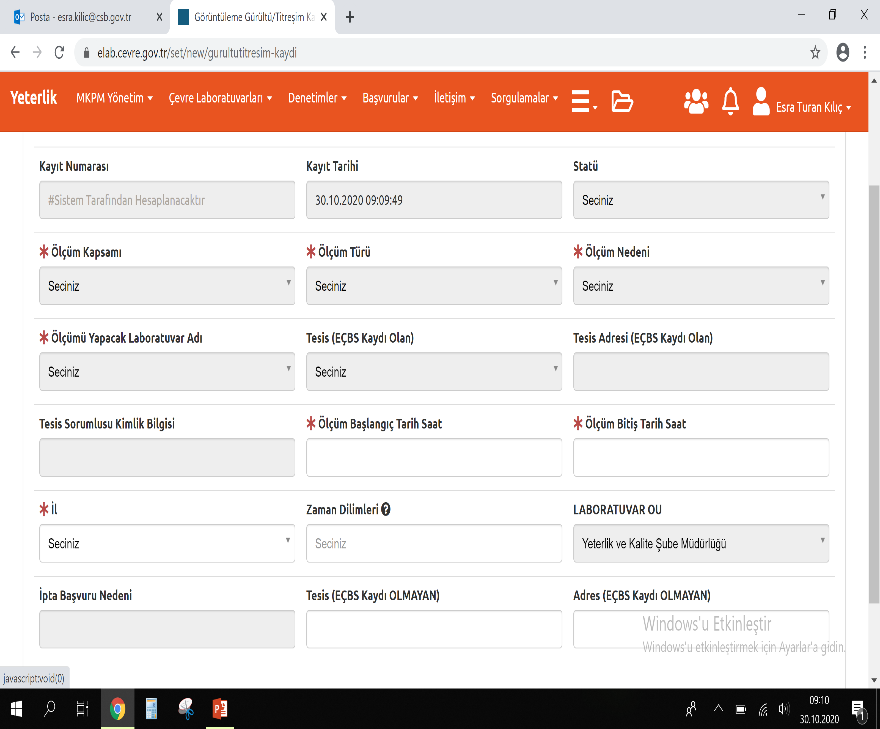 Posta - esra.kilic@csb.gov.tr
Görüntüleme Gürültü/Titreşim Ka
elab.cevre.gov.tr/set/new/gurultutitresim-kaydi
Yeterlik MKPM Yönetim Çevre Laboratuvarları Denetimler Başvurular İletişim Sorgulamalar Esra Turan Kılıç
Kayıt Numarası Kayıt Tarihi Statü
#Sistem Tarafından Hesaplanacaktır 30.10.2020 09:09:49 Seciniz
* Ölçüm Kapsamı * Ölçüm Türü * Ölçüm Nedeni
Seciniz Seciniz Seciniz
* Ölçümü Yapacak Laboratuvar Adı Tesis (EÇBS Kaydı Olan) Tesis Adresi (EÇBS Kaydı Olan)
Seciniz Seciniz
Tesis Sorumlusu Kimlik Bilgisi * Ölçüm Başlangıç Tarih Saat * Ölçüm Bitiş Tarih Saat
* İl Zaman Dilimleri ? LABORATUVAR OU
Seciniz Seciniz Yeterlik ve Kalite Şube Müdürlüğü
İpta Başvuru Nedeni Tesis (EÇBS Kaydı OLMAYAN) Adres (EÇBS Kaydı OLMAYAN)
Windows'u Etkinleştir
Windows'u etkinleştirmek için Ayarlar'a gidin.
javascript:void(0)
09:10
30.10.2020
1